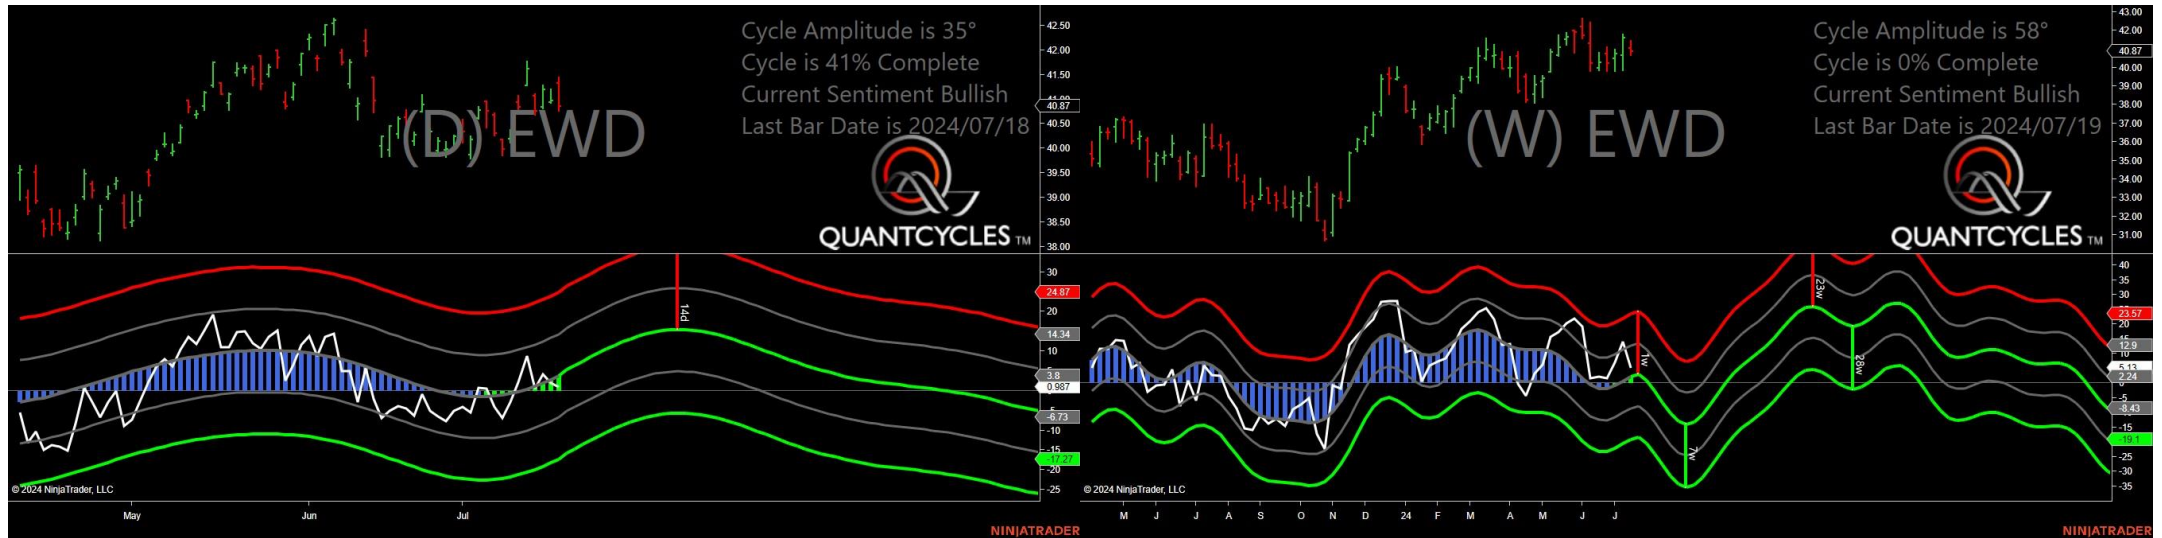 Cycle Amplitude is 35°
Cycle is 41% Complete
Current Sentiment Bullish
Last Bar Date is 2024/07/18
(D) EWD
QUANTCYCLES TM
42.50
42.00
41.50
41.00
40.87
40.50
40.00
39.50
39.00
38.50
38.00
30
24.87
20
14.34
10
3.8
0.987
-6.73
-10
-15
-17.27
-20
-25
14d
© 2024 NinjaTrader, LLC
May
Jun
Jul
NINJATRADER
Cycle Amplitude is 58°
Cycle is 0% Complete
Current Sentiment Bullish
Last Bar Date is 2024/07/19
(W) EWD
QUANTCYCLES TM
43.00
42.00
40.87
40.00
39.00
38.00
37.00
36.00
35.00
34.00
33.00
32.00
31.00
40
35
30
23.57
20
15
12.9
10
5.13
2.24
-5
-8.43
-15
-19.1
-25
-30
-35
1w
7w
23w
28w
© 2024 NinjaTrader, LLC
M
J
J
A
S
O
N
D
24
F
M
A
M
J
J
NINJATRADER